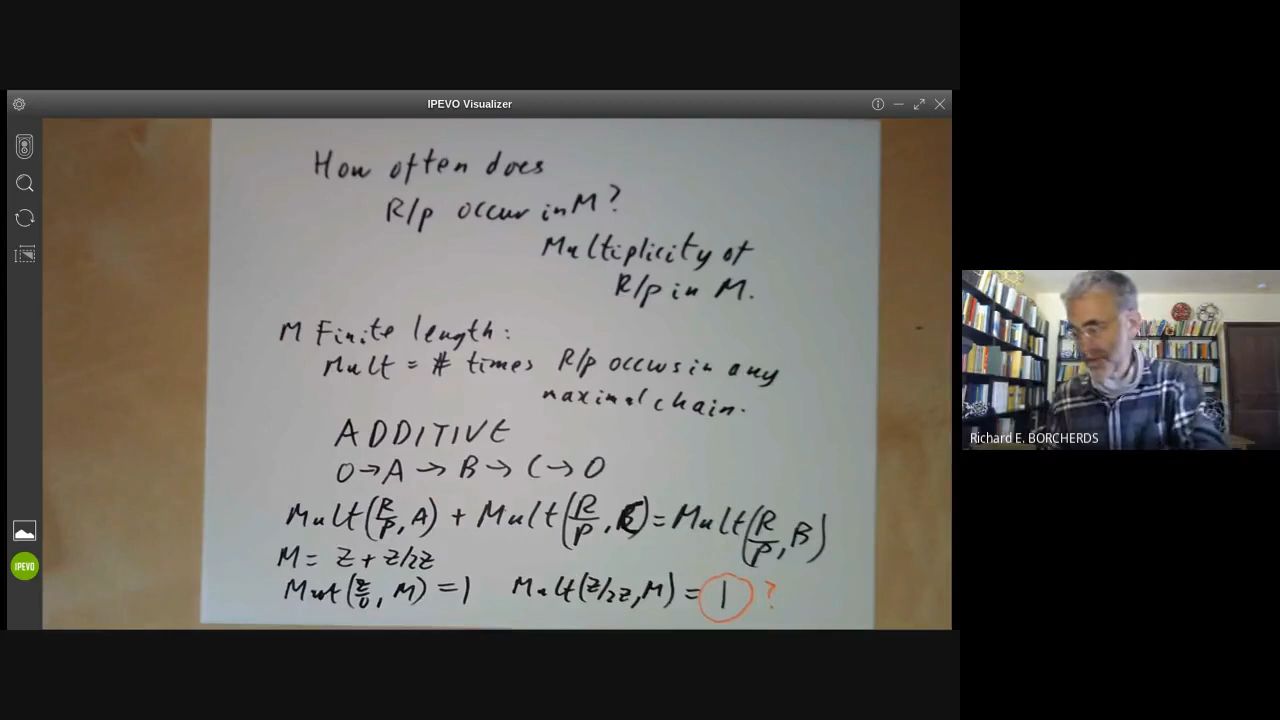 IPEVO Visualizer
How often does
R/p occur in M?
Multiplicity of
R/p in M.
M Finite length:
Mult = # times R/p occurs in any
maximal chain.
ADDITIVE
0 → A → B → C → 0
Mult(R/P, A) + Mult(R/P, C) = Mult(R/P, B)
M = Z + Z/2Z
Mult(Z/0, M) = 1 Mult(Z/2Z, M) = 1 ?
IPEVO
Richard E. BORCHERDS